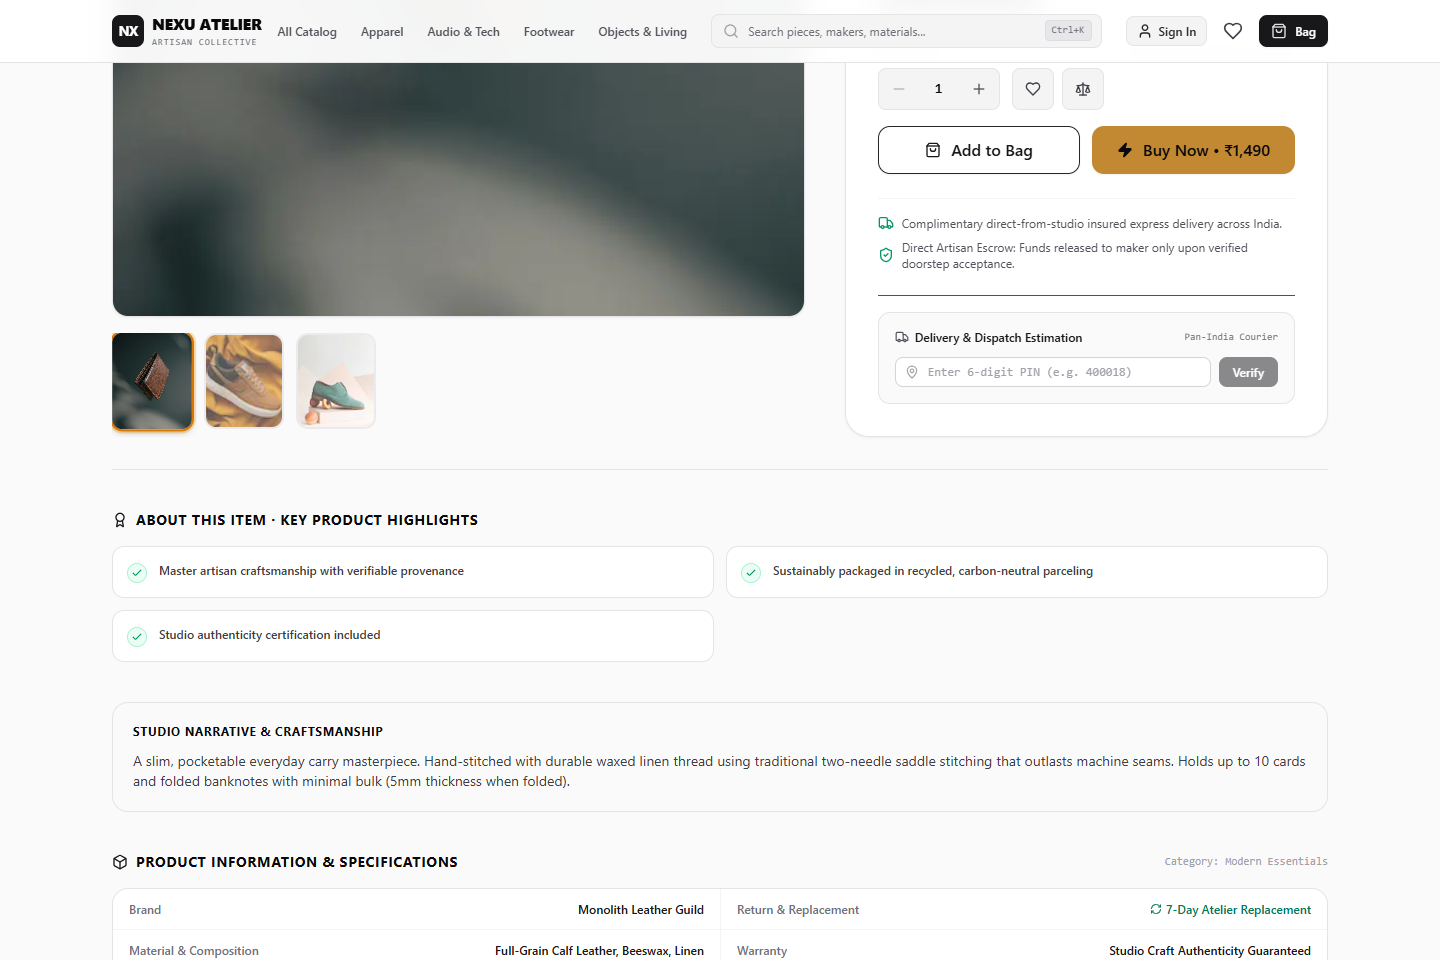 NX
NEXU ATELIER
ARTISAN COLLECTIVE
All Catalog
Apparel
Audio & Tech
Footwear
Objects & Living
Search pieces, makers, materials...
Ctrl+K
Sign In
Bag
1
Add to Bag
Buy Now • ₹1,490
Complimentary direct-from-studio insured express delivery across India.
Direct Artisan Escrow: Funds released to maker only upon verified
doorstep acceptance.
Delivery & Dispatch Estimation
Pan-India Courier
Enter 6-digit PIN (e.g. 400018)
Verify
ABOUT THIS ITEM · KEY PRODUCT HIGHLIGHTS
Master artisan craftsmanship with verifiable provenance
Sustainably packaged in recycled, carbon-neutral parceling
Studio authenticity certification included
STUDIO NARRATIVE & CRAFTSMANSHIP
A slim, pocketable everyday carry masterpiece. Hand-stitched with durable waxed linen thread using traditional two-needle saddle stitching that outlasts machine seams. Holds up to 10 cards
and folded banknotes with minimal bulk (5mm thickness when folded).
PRODUCT INFORMATION & SPECIFICATIONS
Category: Modern Essentials
Brand
Monolith Leather Guild
Return & Replacement
7-Day Atelier Replacement
Material & Composition
Full-Grain Calf Leather, Beeswax, Linen
Warranty
Studio Craft Authenticity Guaranteed